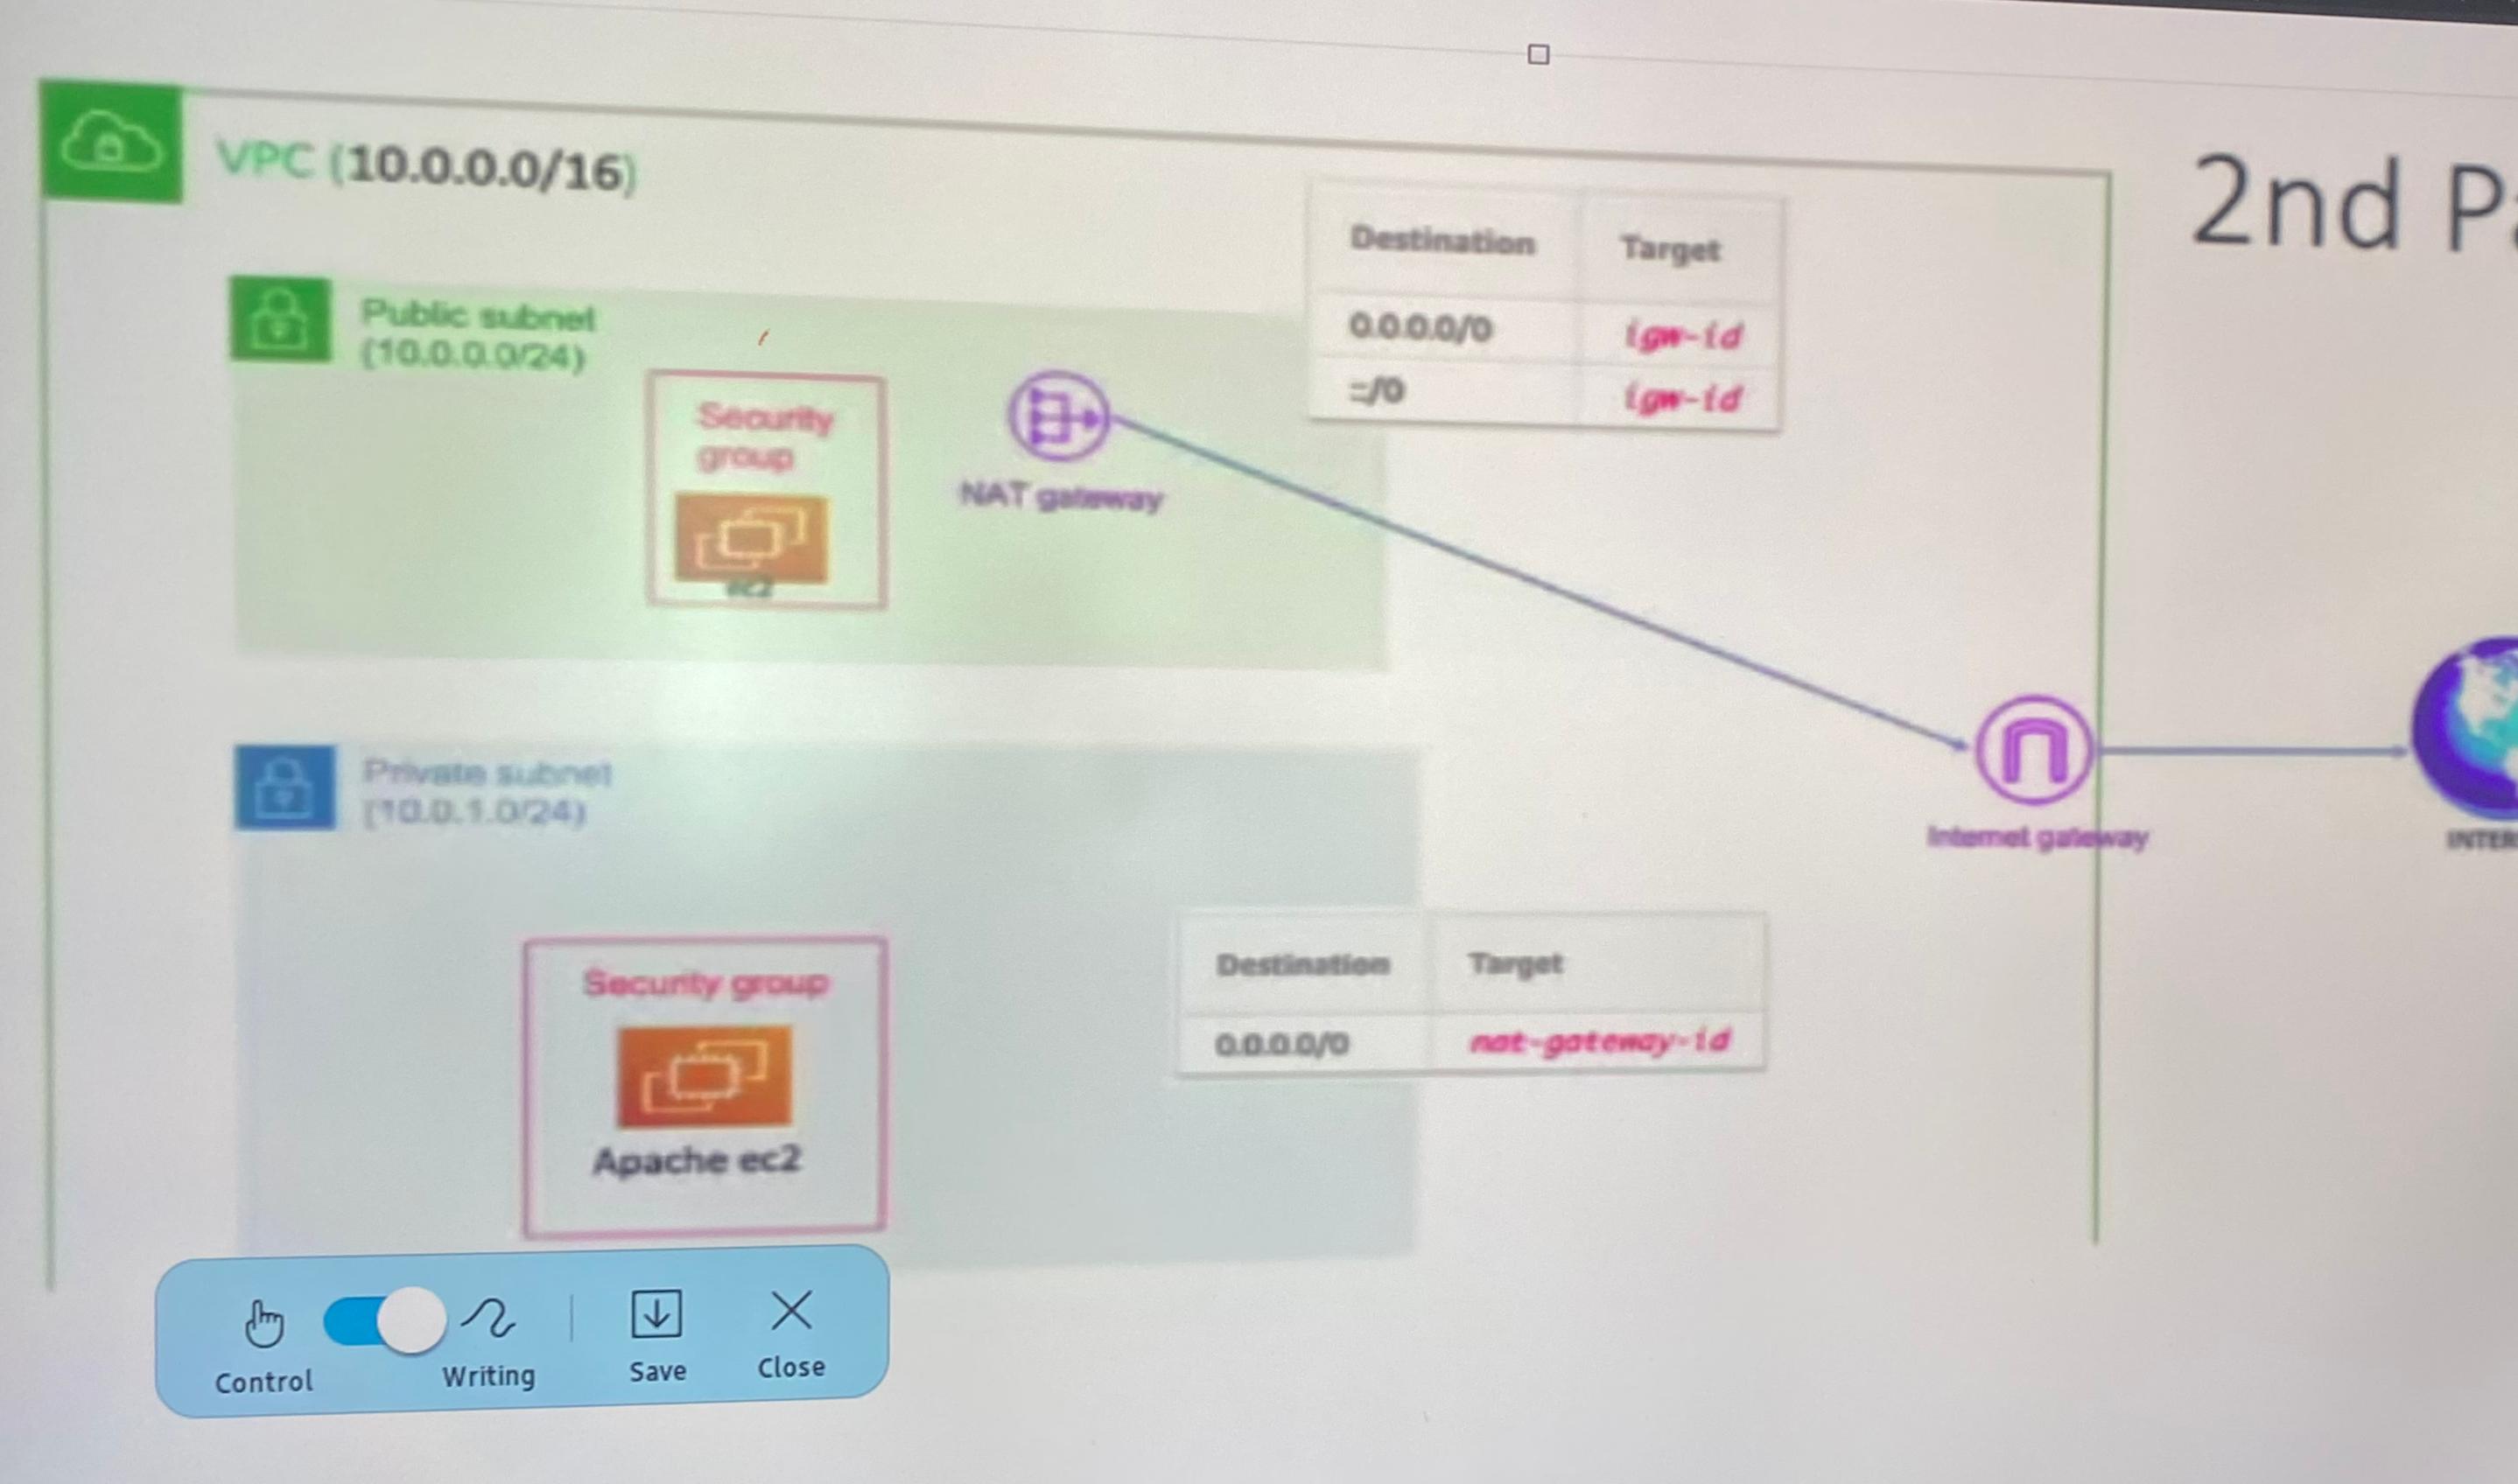 VPC (10.0.0.0/16)
2nd
Destination Target
0.0.0.0/0 igw-id
::/0 igw-id
Public subnet
(10.0.0.0/24)
Security
group
ec2
NAT gateway
Private subnet
(10.0.1.0/24)
Internet gateway
INTER
Destination Target
0.0.0.0/0 nat-gateway-id
Security group
Apache ec2
Control
Writing
Save
Close